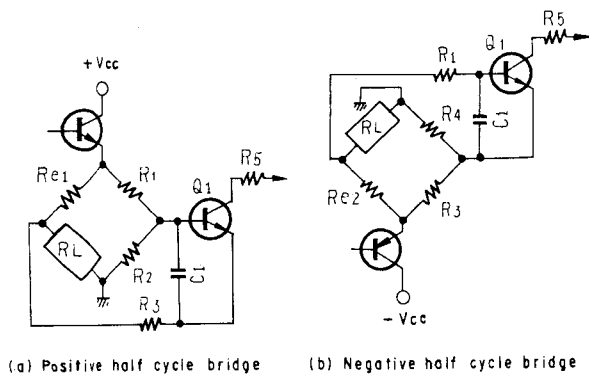 +Vcc
Re1
R1
Q1
R5
RL
R2
C1
R3
(a) Positive half cycle bridge
R1
Q1
R5
RL
R4
C1
Re2
R3
-Vcc
(b) Negative half cycle bridge